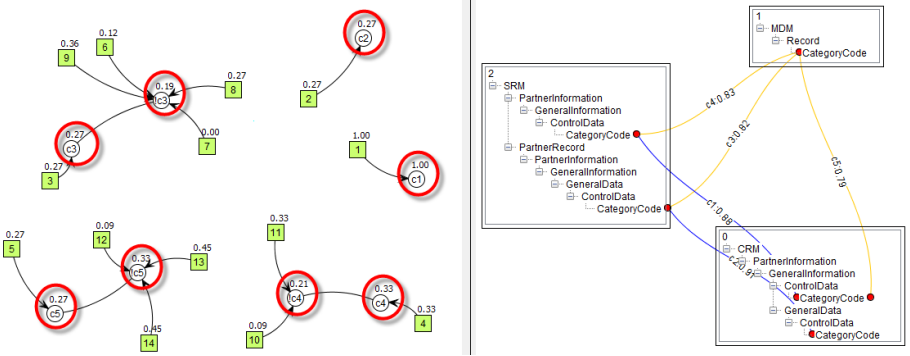 0.36
9
0.12
6
0.19
!c3
0.27
8
0.00
7
0.27
c3
0.27
3
0.27
c2
0.27
2
1.00
1
1.00
c1
0.27
5
0.09
12
0.33
!c5
0.45
13
0.45
14
0.27
c5
0.33
11
0.21
!c4
0.09
10
0.33
c4
0.33
4
1
MDM
Record
CategoryCode
2
SRM
PartnerInformation
GeneralInformation
ControlData
CategoryCode
PartnerRecord
PartnerInformation
GeneralInformation
GeneralData
ControlData
CategoryCode
c4:0.83
c3:0.82
c5:0.79
c1:0.88
0
CRM
PartnerInformation
GeneralInformation
ControlData
CategoryCode
GeneralData
ControlData
CategoryCode